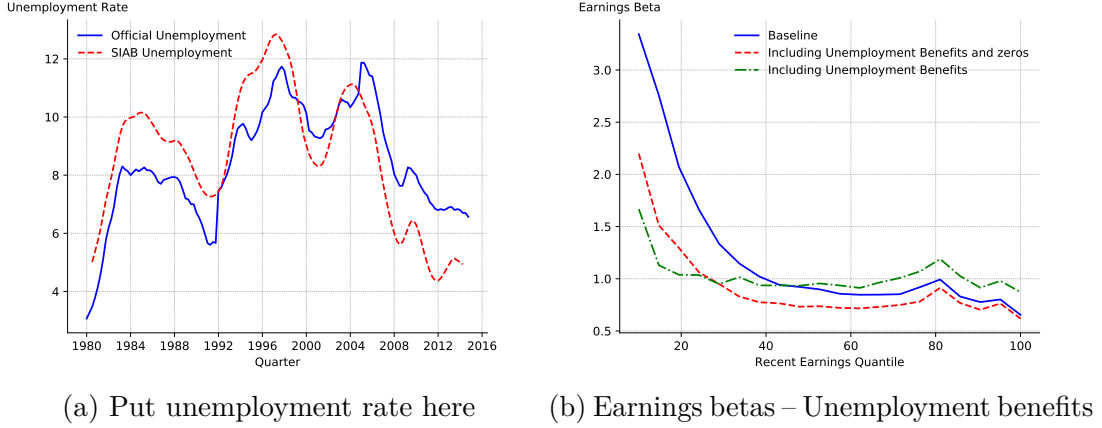 Unemployment Rate
Official Unemployment
SIAB Unemployment
12
10
8
6
4
1980 1984 1988 1992 1996 2000 2004 2008 2012 2016
Quarter
(a) Put unemployment rate here
Earnings Beta
Baseline
Including Unemployment Benefits and zeros
Including Unemployment Benefits
3.0
2.5
2.0
1.5
1.0
0.5
20 40 60 80 100
Recent Earnings Quantile
(b) Earnings betas – Unemployment benefits